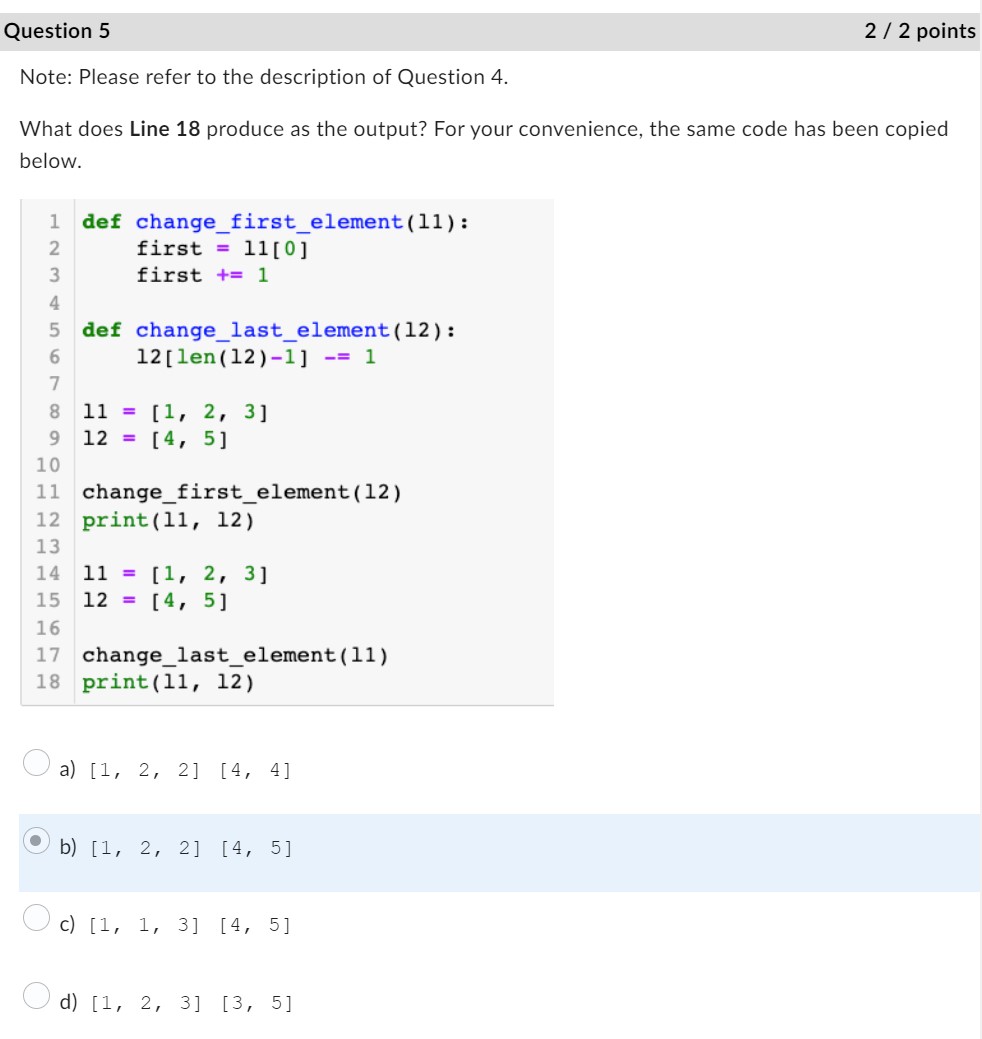 Question 5 2 / 2 points
Note: Please refer to the description of Question 4.
What does Line 18 produce as the output? For your convenience, the same code has been copied
below.
1 def change_first_element(l1):
2     first = l1[0]
3     first += 1
4
5 def change_last_element(l2):
6     l2[len(l2)-1] -= 1
7
8 l1 = [1, 2, 3]
9 l2 = [4, 5]
10
11 change_first_element(l2)
12 print(l1, l2)
13
14 l1 = [1, 2, 3]
15 l2 = [4, 5]
16
17 change_last_element(l1)
18 print(l1, l2)
a) [1, 2, 2] [4, 4]
b) [1, 2, 2] [4, 5]
c) [1, 1, 3] [4, 5]
d) [1, 2, 3] [3, 5]